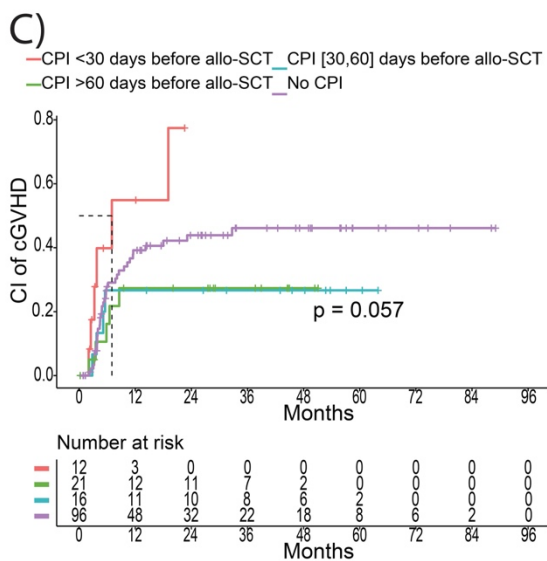 C)
CPI <30 days before allo-SCT CPI [30,60] days before allo-SCT
CPI >60 days before allo-SCT No CPI
0.8
0.6
0.4
0.2
0.0
CI of cGVHD
p = 0.057
0 12 24 36 48 60 72 84 96
Months
Number at risk
12 3 0 0 0 0 0 0 0
21 12 11 7 2 0 0 0 0
16 11 10 8 6 2 0 0 0
96 48 32 22 18 8 6 2 0
0 12 24 36 48 60 72 84 96
Months